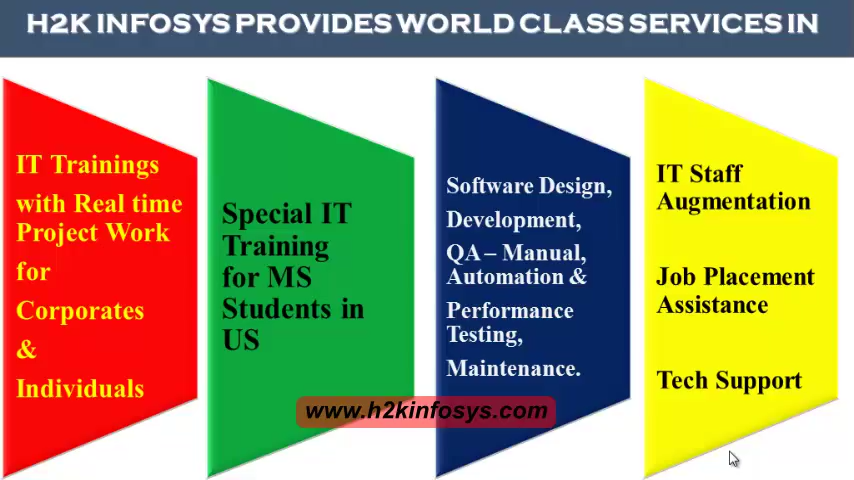 H2K INFOSYS PROVIDES WORLD CLASS SERVICES IN
IT Trainings
with Real time
Project Work
for
Corporates
&
Individuals
Special IT
Training
for MS
Students in
US
Software Design,
Development,
QA – Manual,
Automation &
Performance
Testing,
Maintenance.
IT Staff
Augmentation
Job Placement
Assistance
Tech Support
www.h2kinfosys.com